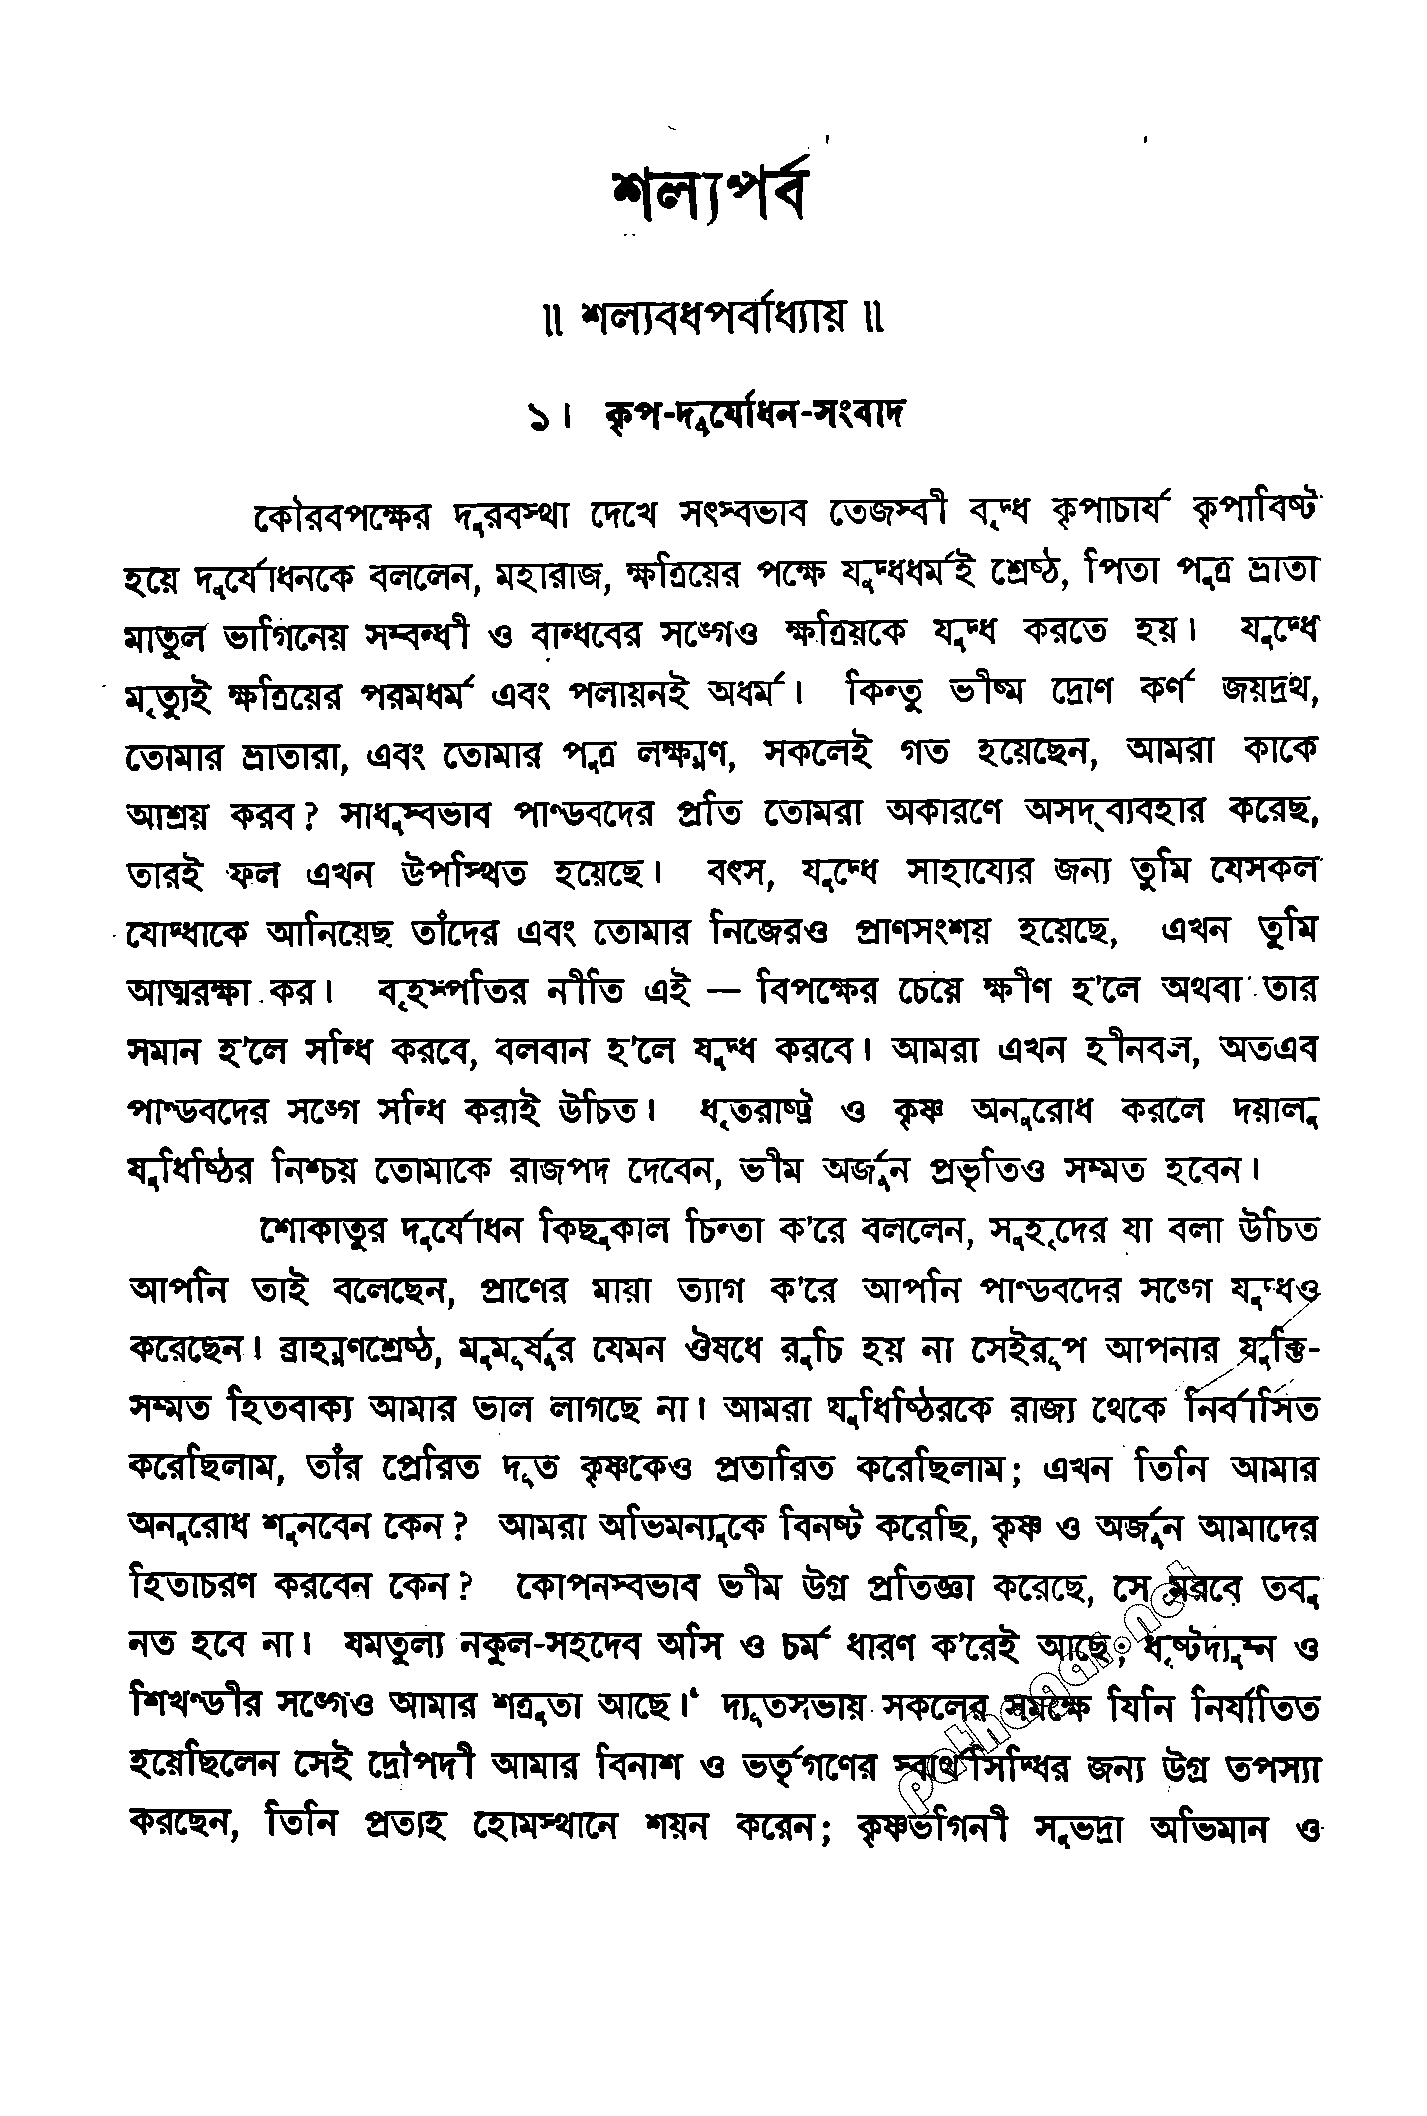 শল্যপর্ব
॥ শল্যবধপর্বাধ্যায় ॥
১। কৃপ-দুর্যোধন-সংবাদ
কৌরবপক্ষের দুরবস্থা দেখে সৎস্বভাব তেজস্বী বৃদ্ধ কৃপাচার্য কৃপাবিষ্ট
হয়ে দুর্যোধনকে বললেন, মহারাজ, ক্ষত্রিয়ের পক্ষে যুদ্ধধর্মই শ্রেষ্ঠ, পিতা পুত্র ভ্রাতা
মাতুল ভাগিনেয় সম্বন্ধী ও বান্ধবের সঙ্গেও ক্ষত্রিয়কে যুদ্ধ করতে হয়। যুদ্ধে
মৃত্যুই ক্ষত্রিয়ের পরমধর্ম এবং পলায়নই অধর্ম। কিন্তু ভীষ্ম দ্রোণ কর্ণ জয়দ্রথ,
তোমার ভ্রাতারা, এবং তোমার পুত্র লক্ষ্মণ, সকলেই গত হয়েছেন, আমরা কাকে
আশ্রয় করব? সাধুস্বভাব পাণ্ডবদের প্রতি তোমরা অকারণে অসদ্‌ব্যবহার করেছ,
তারই ফল এখন উপস্থিত হয়েছে। বৎস, যুদ্ধে সাহায্যের জন্য তুমি যেসকল
যোদ্ধাকে আনিয়েছ তাঁদের এবং তোমার নিজেরও প্রাণসংশয় হয়েছে, এখন তুমি
আত্মরক্ষা কর। বৃহস্পতির নীতি এই — বিপক্ষের চেয়ে ক্ষীণ হ'লে অথবা তার
সমান হ'লে সন্ধি করবে, বলবান হ'লে যুদ্ধ করবে। আমরা এখন হীনবল, অতএব
পাণ্ডবদের সঙ্গে সন্ধি করাই উচিত। ধৃতরাষ্ট্র ও কৃষ্ণ অনুরোধ করলে দয়ালু
যুধিষ্ঠির নিশ্চয় তোমাকে রাজপদ দেবেন, ভীম অর্জুন প্রভৃতিও সম্মত হবেন।
শোকাতুর দুর্যোধন কিছুকাল চিন্তা ক'রে বললেন, সুহৃদের যা বলা উচিত
আপনি তাই বলেছেন, প্রাণের মায়া ত্যাগ ক'রে আপনি পাণ্ডবদের সঙ্গে যুদ্ধও
করেছেন। ব্রাহ্মণশ্রেষ্ঠ, মুমূর্ষুর যেমন ঔষধে রুচি হয় না সেইরূপ আপনার যুক্তি-
সম্মত হিতবাক্য আমার ভাল লাগছে না। আমরা যুধিষ্ঠিরকে রাজ্য থেকে নির্বাসিত
করেছিলাম, তাঁর প্রেরিত দূত কৃষ্ণকেও প্রতারিত করেছিলাম; এখন তিনি আমার
অনুরোধ শুনবেন কেন? আমরা অভিমন্যুকে বিনষ্ট করেছি, কৃষ্ণ ও অর্জুন আমাদের
হিতাচরণ করবেন কেন? কোপনস্বভাব ভীম উগ্র প্রতিজ্ঞা করেছে, সে মরবে তবু
নত হবে না। যমতুল্য নকুল-সহদেব অসি ও চর্ম ধারণ ক'রেই আছে; ধৃষ্টদ্যুম্ন ও
শিখণ্ডীর সঙ্গেও আমার শত্রুতা আছে। দ্যূতসভায় সকলের সমক্ষে যিনি নির্যাতিত
হয়েছিলেন সেই দ্রৌপদী আমার বিনাশ ও ভর্তৃগণের স্বার্থসিদ্ধির জন্য উগ্র তপস্যা
করছেন, তিনি প্রত্যহ হোমস্থানে শয়ন করেন; কৃষ্ণভগিনী সুভদ্রা অভিমান ও
pathagar.net